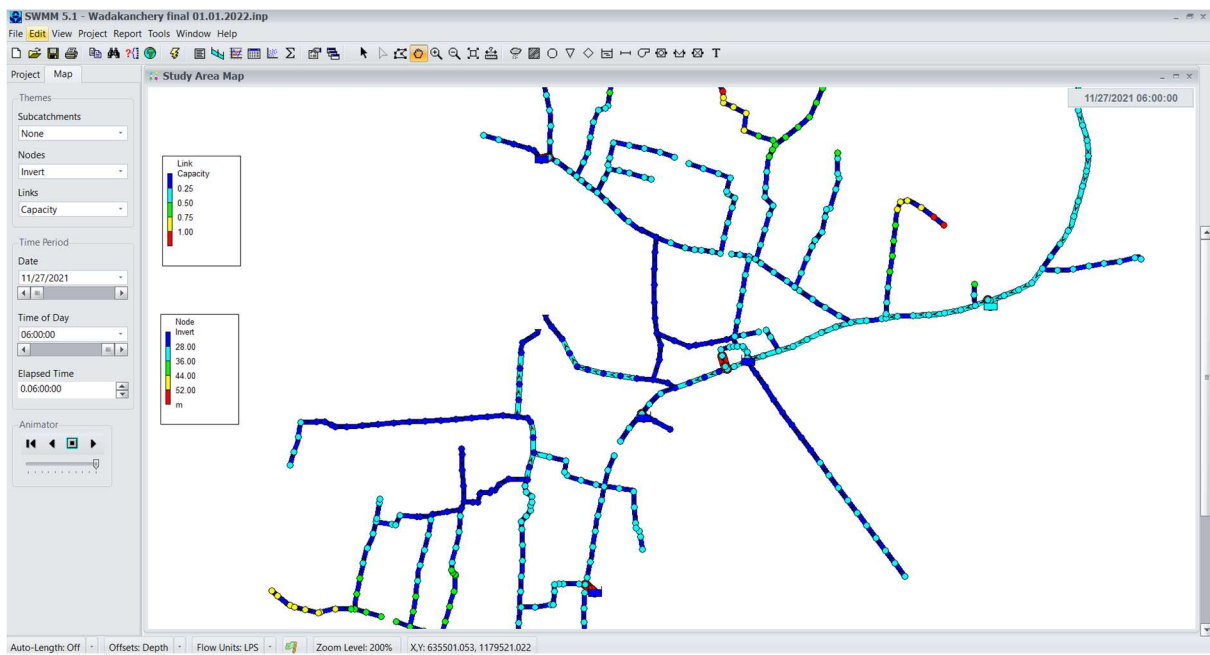 SWMM 5.1 - Wadakanchery final 01.01.2022.inp
File Edit View Project Report Tools Window Help
Project Map
Study Area Map
11/27/2021 06:00:00
Themes
Subcatchments
None
Nodes
Invert
Links
Capacity
Time Period
Date
11/27/2021
Time of Day
06:00:00
Elapsed Time
0.06:00:00
Animator
Link
Capacity
0.25
0.50
0.75
1.00
Node
Invert
28.00
36.00
44.00
52.00
m
Auto-Length: Off Offsets: Depth Flow Units: LPS Zoom Level: 200% X,Y: 635501.053, 1179521.022